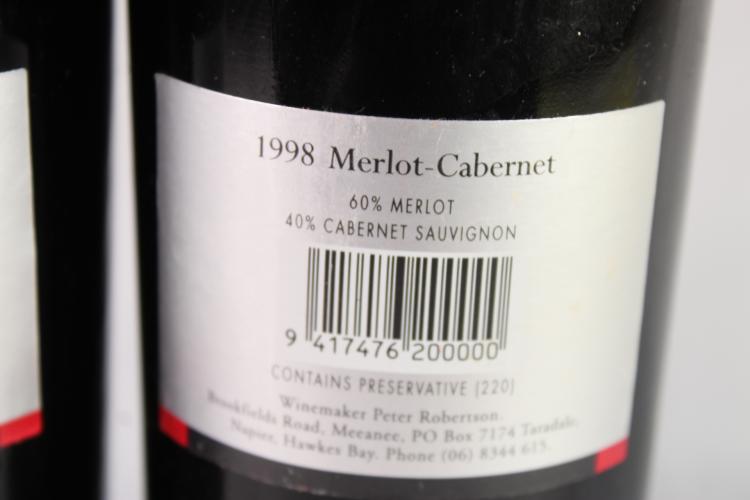 1998 Merlot-Cabernet
60% MERLOT
40% CABERNET SAUVIGNON
9 417476 200000
CONTAINS PRESERVATIVE (220)
Winemaker Peter Robertson.
Brookfields Road, Meeanee, PO Box 7174 Taradale,
Napier, Hawkes Bay. Phone (06) 8344 615.